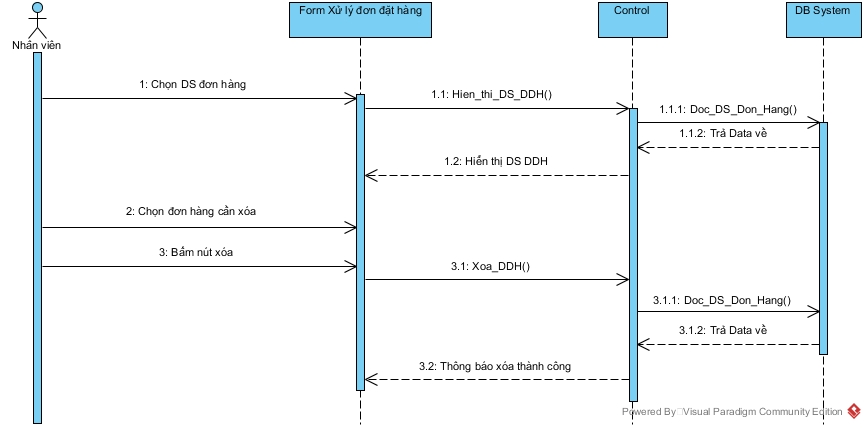 Form Xử lý đơn đặt hàng
Control
DB System
Nhân viên
1: Chọn DS đơn hàng
1.1: Hien_thi_DS_DDH()
1.1.1: Doc_DS_Don_Hang()
1.1.2: Trả Data về
1.2: Hiển thị DS DDH
2: Chọn đơn hàng cần xóa
3: Bấm nút xóa
3.1: Xoa_DDH()
3.1.1: Doc_DS_Don_Hang()
3.1.2: Trả Data về
3.2: Thông báo xóa thành công
Powered By Visual Paradigm Community Edition